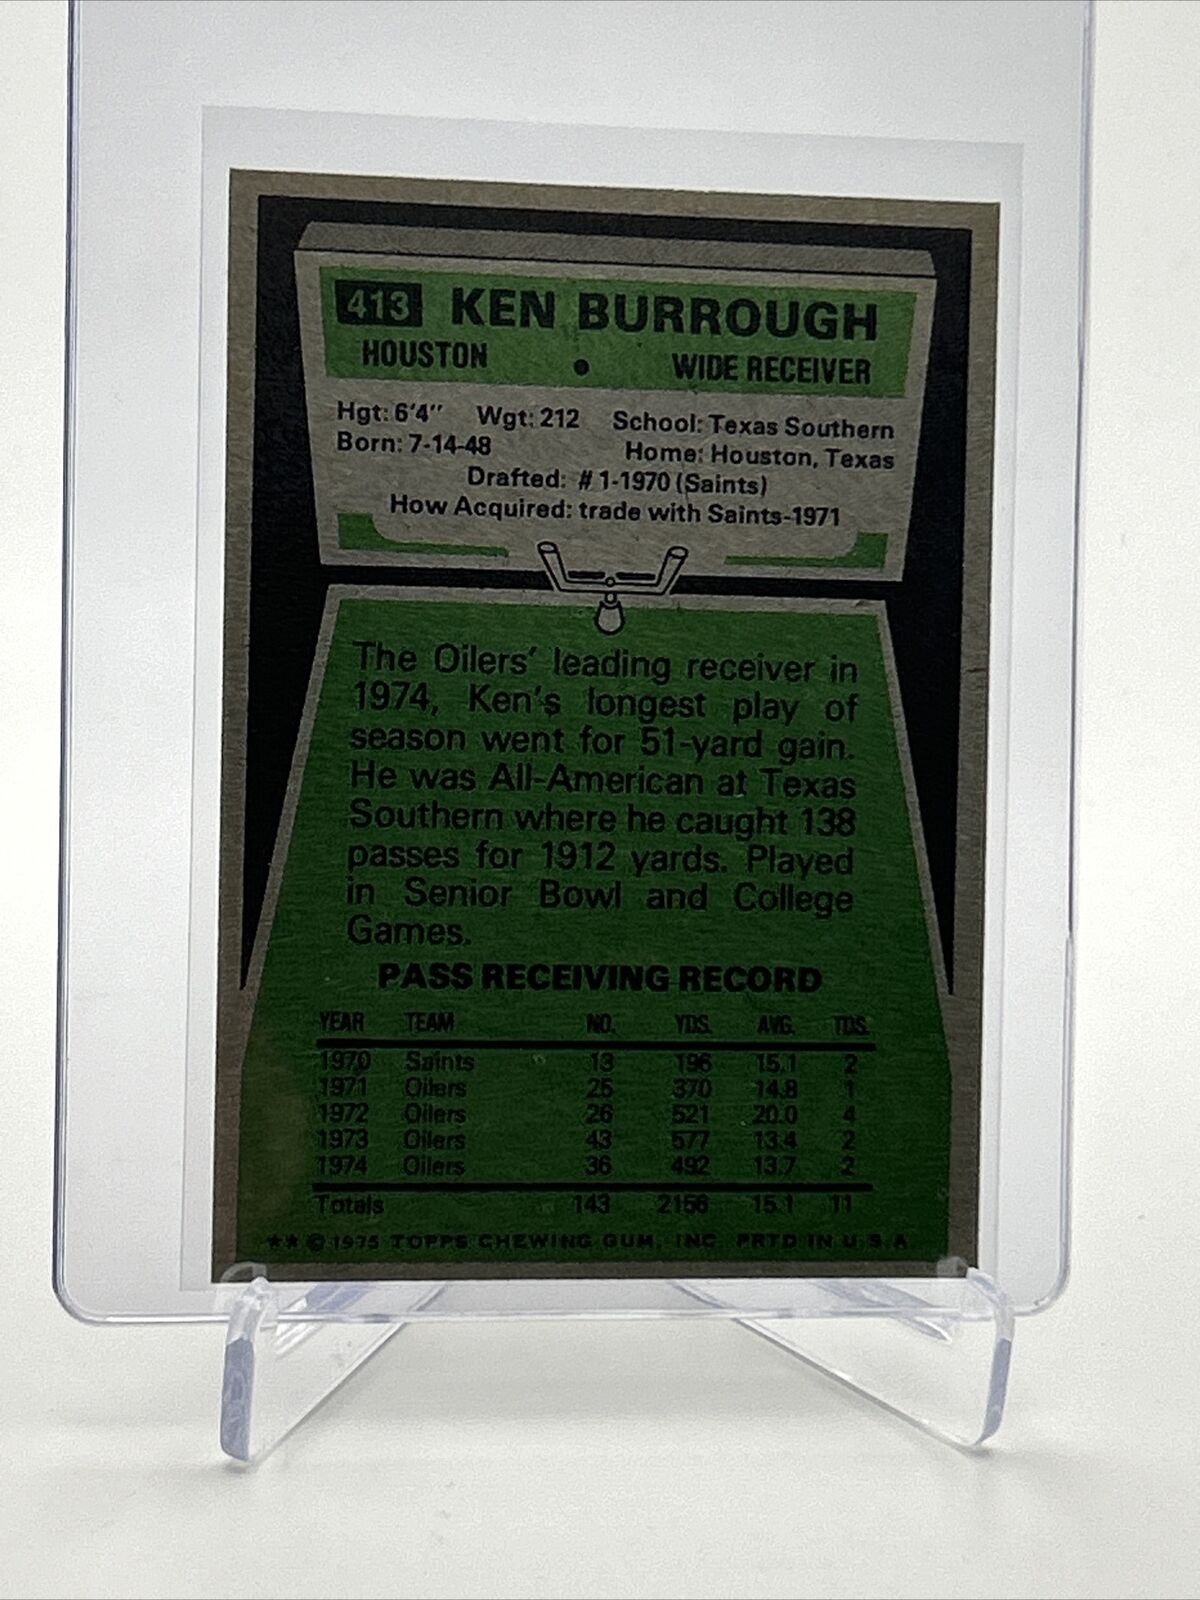 413 KEN BURROUGH
HOUSTON • WIDE RECEIVER
Hgt: 6'4" Wgt: 212 School: Texas Southern
Born: 7-14-48 Home: Houston, Texas
Drafted: #1-1970 (Saints)
How Acquired: trade with Saints-1971
The Oilers' leading receiver in
1974, Ken's longest play of
season went for 51-yard gain.
He was All-American at Texas
Southern where he caught 138
passes for 1912 yards. Played
in Senior Bowl and College
Games.
PASS RECEIVING RECORD
YEAR TEAM NO. YDS. AVG. TDS.
1970 Saints 13 196 15.1 2
1971 Oilers 25 370 14.8 1
1972 Oilers 26 521 20.0 4
1973 Oilers 43 577 13.4 2
1974 Oilers 36 492 13.7 2
Totals 143 2156 15.1 11
** © 1975 TOPPS CHEWING GUM, INC. PRTD IN U.S.A.